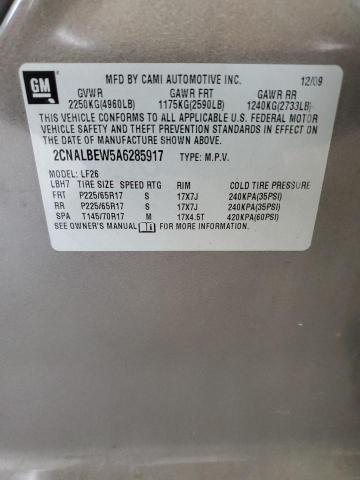 GM
MFD BY CAMI AUTOMOTIVE INC. 12/09
GVWR GAWR FRT GAWR RR
2250KG(4960LB) 1175KG(2590LB) 1240KG(2733LB)
THIS VEHICLE CONFORMS TO ALL APPLICABLE U.S. FEDERAL MOTOR
VEHICLE SAFETY AND THEFT PREVENTION STANDARDS IN EFFECT ON
THE DATE OF MANUFACTURE SHOWN ABOVE.
2CNALBEW5A6285917 TYPE: M.P.V.
MODEL: LF26
LBH7 TIRE SIZE SPEED RTG RIM COLD TIRE PRESSURE
FRT P225/65R17 S 17X7J 240KPA(35PSI)
RR P225/65R17 S 17X7J 240KPA(35PSI)
SPA T145/70R17 M 17X4.5T 420KPA(60PSI)
SEE OWNER'S MANUAL FOR MORE INFORMATION.